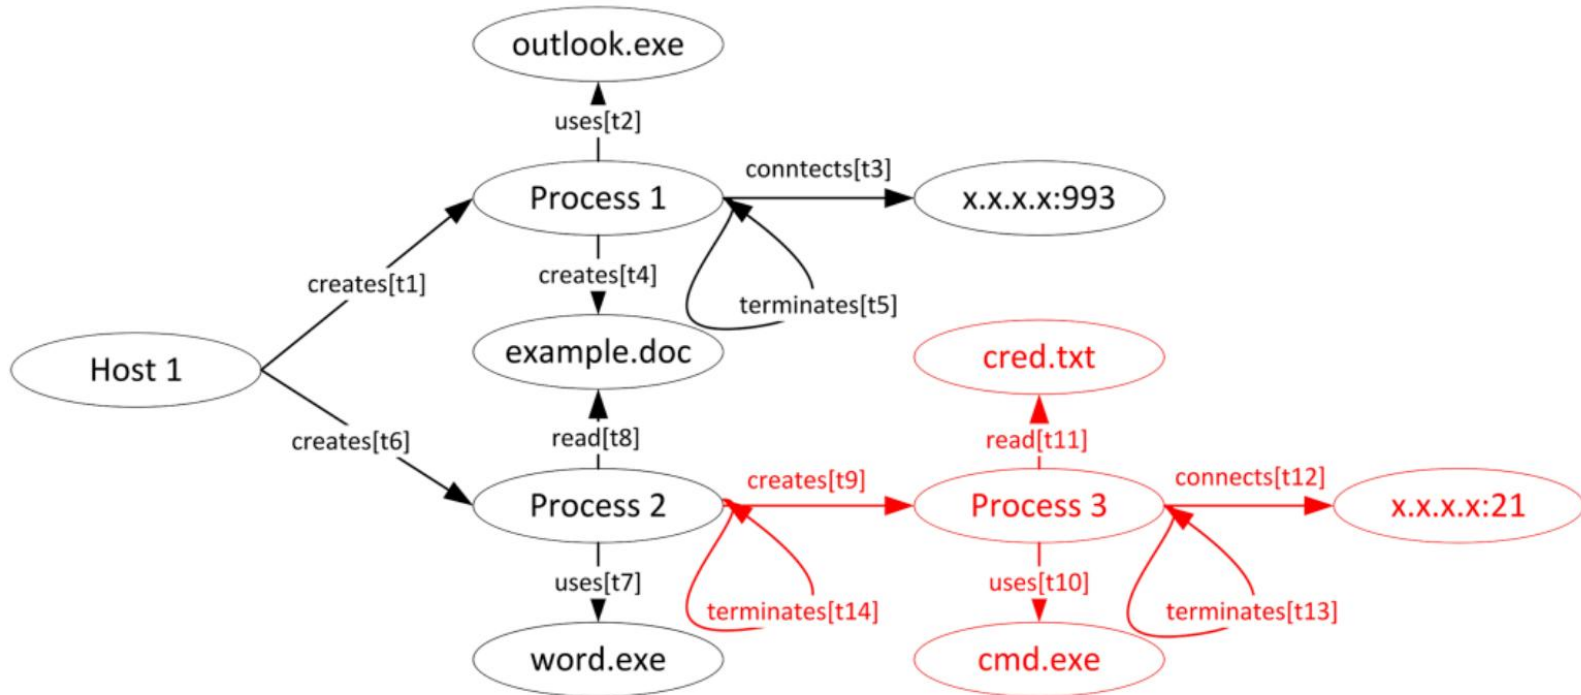 outlook.exe
uses[t2]
conntects[t3]
Process 1
x.x.x.x:993
creates[t4]
creates[t1]
terminates[t5]
example.doc
cred.txt
Host 1
creates[t6]
read[t8]
read[t11]
creates[t9]
connects[t12]
Process 2
Process 3
x.x.x.x:21
uses[t7]
uses[t10]
terminates[t14]
terminates[t13]
word.exe
cmd.exe